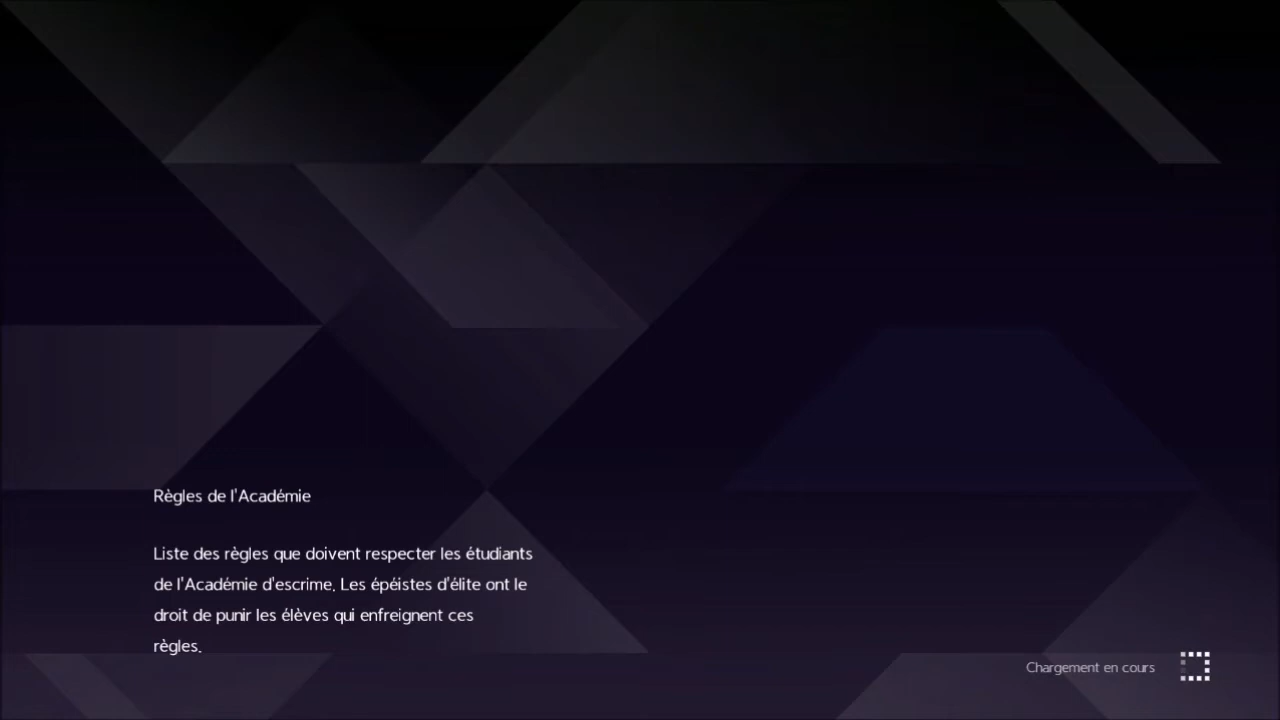 Règles de l'Académie
Liste des règles que doivent respecter les étudiants
de l'Académie d'escrime. Les épéistes d'élite ont le
droit de punir les élèves qui enfreignent ces
règles.
Chargement en cours